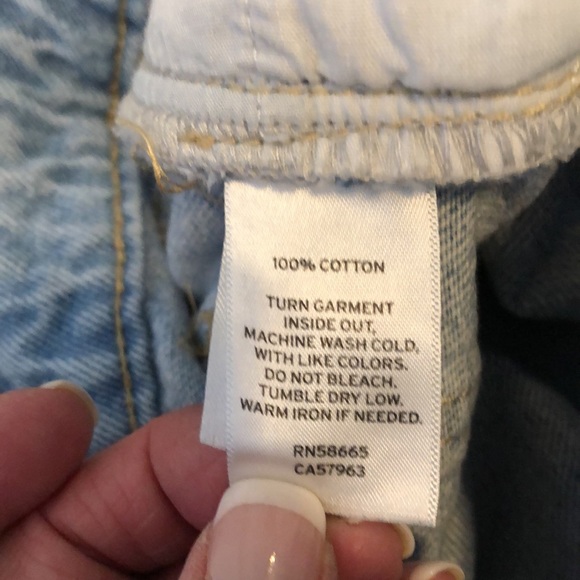 100% COTTON
TURN GARMENT
INSIDE OUT,
MACHINE WASH COLD,
WITH LIKE COLORS.
DO NOT BLEACH.
TUMBLE DRY LOW.
WARM IRON IF NEEDED.
RN58665
CA57963